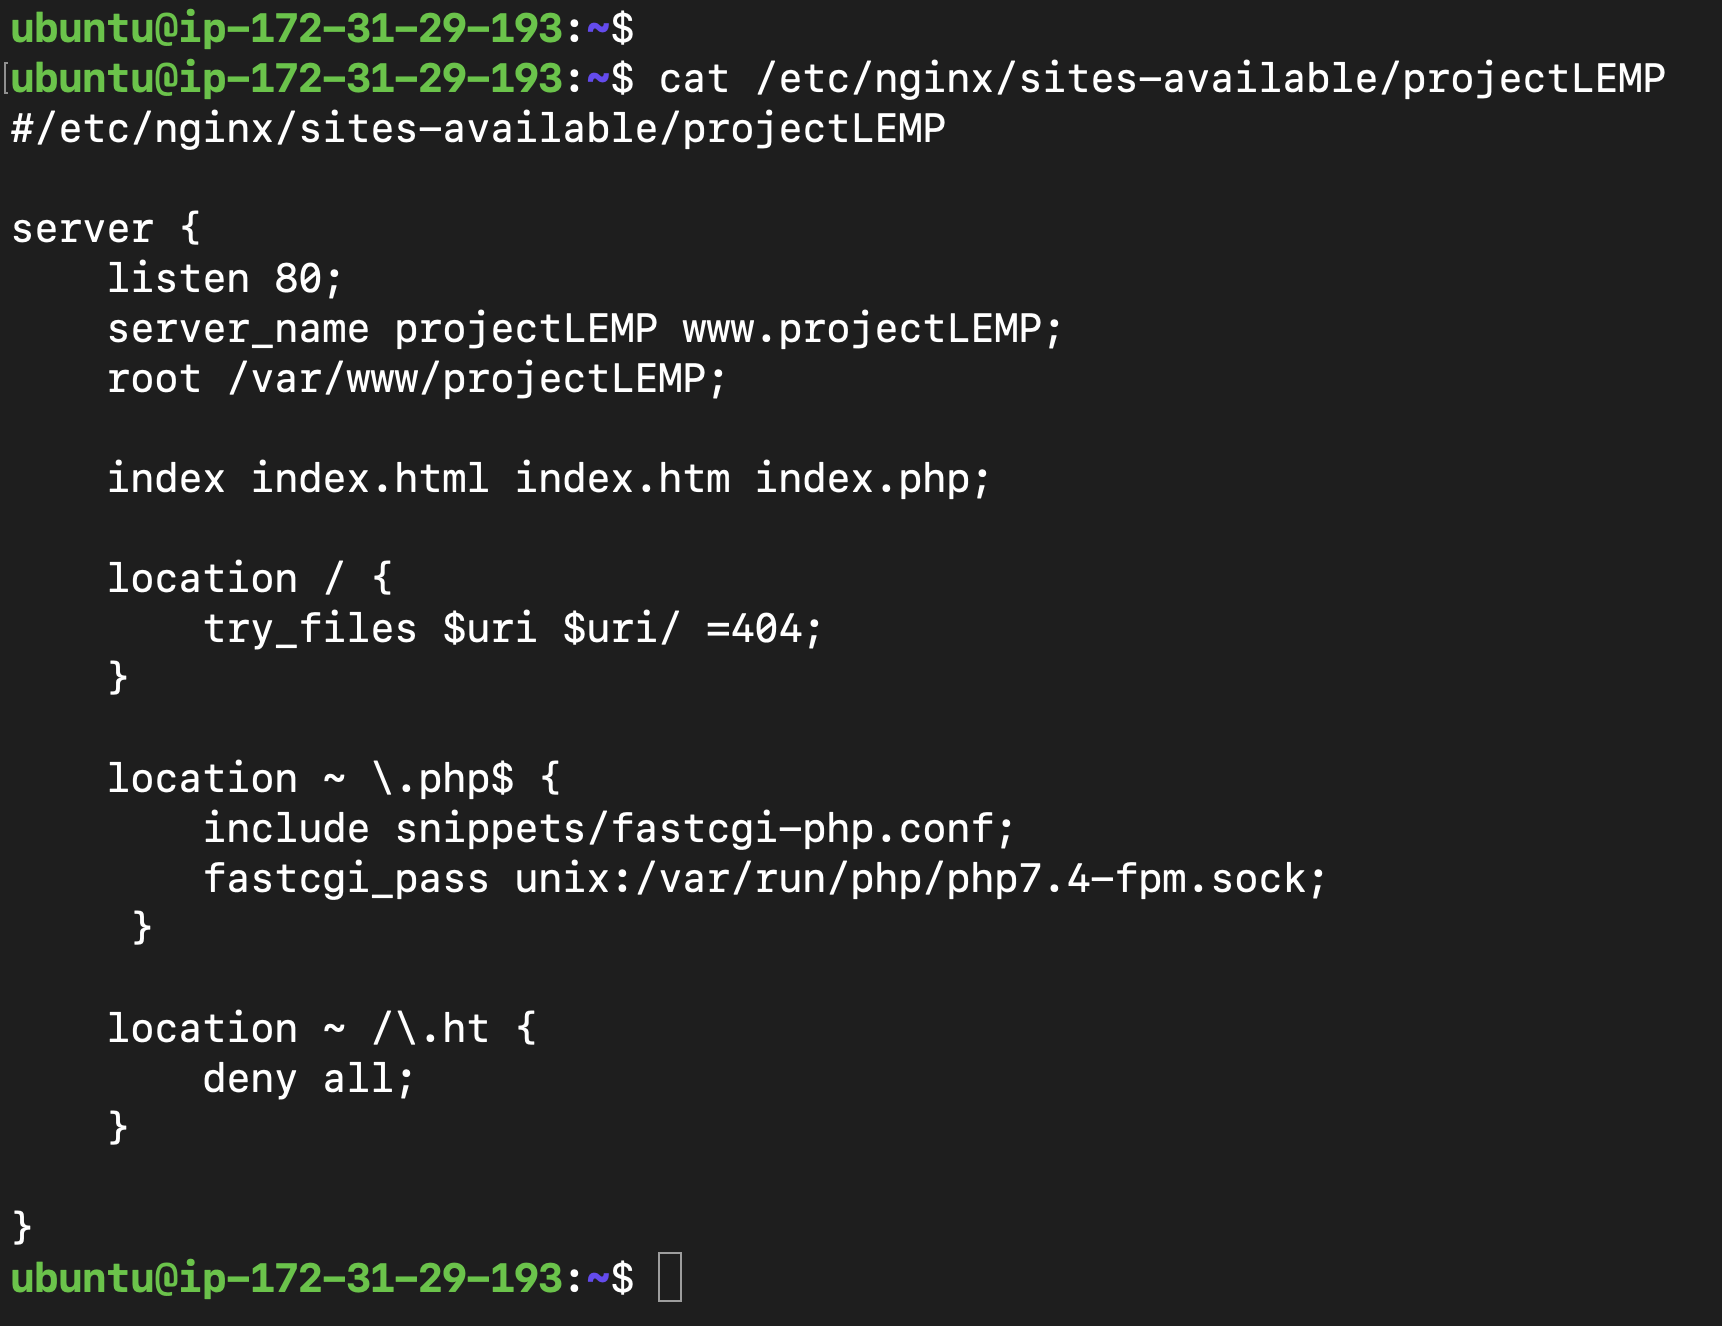 ubuntu@ip-172-31-29-193:~$
[ubuntu@ip-172-31-29-193:~$ cat /etc/nginx/sites-available/projectLEMP
#/etc/nginx/sites-available/projectLEMP
server {
listen 80;
server_name projectLEMP www.projectLEMP;
root /var/www/projectLEMP;
index index.html index.htm index.php;
location / {
try_files $uri $uri/ =404;
}
location ~ \.php$ {
include snippets/fastcgi-php.conf;
fastcgi_pass unix:/var/run/php/php7.4-fpm.sock;
}
location ~ /\.ht {
deny all;
}
}
ubuntu@ip-172-31-29-193:~$